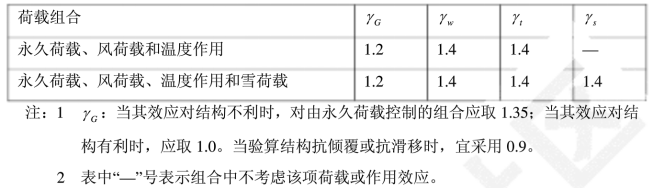 荷载组合 γG γw γt γs
永久荷载、风荷载和温度作用 1.2 1.4 1.4 —
永久荷载、风荷载、温度作用和雪荷载 1.2 1.4 1.4 1.4
注：1 γG：当其效应对结构不利时，对由永久荷载控制的组合应取 1.35；当其效应对结
构有利时，应取 1.0。当验算结构抗倾覆或抗滑移时，宜采用 0.9。
2 表中“—”号表示组合中不考虑该项荷载或作用效应。